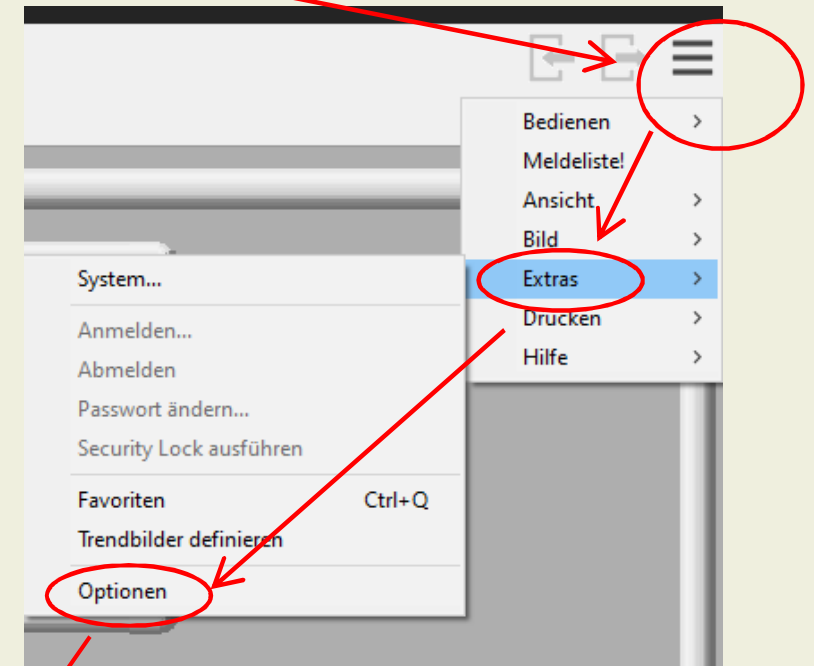 Bedienen
Meldeliste!
Ansicht
Bild
Extras
Drucken
Hilfe
System...
Anmelden...
Abmelden
Passwort ändern...
Security Lock ausführen
Favoriten Ctrl+Q
Trendbilder definieren
Optionen